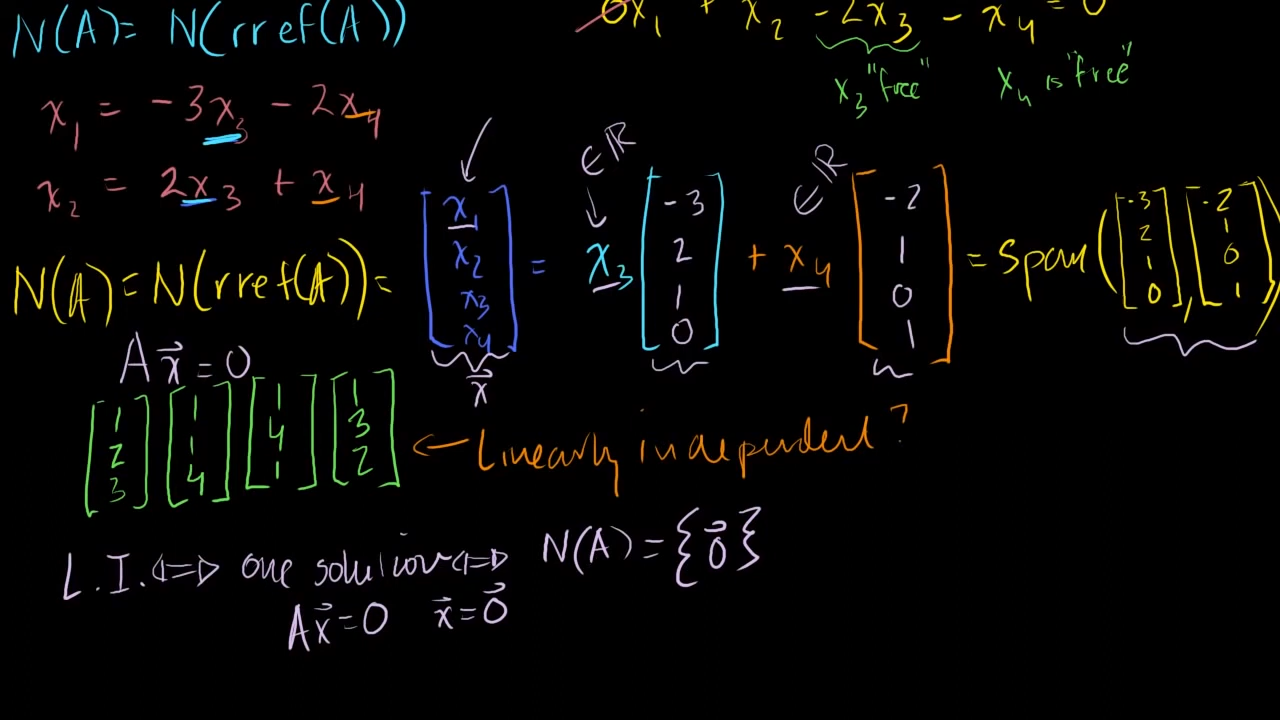 N(A) = N(rref(A))
0x₁ + x₂ - 2x₃ - x₄ = 0
x₃ "free" x₄ is "free"
x₁ = -3x₃ - 2x₄
x₂ = 2x₃ + x₄
∈ℝ ∈ℝ
N(A) = N(rref(A)) = [x₁ x₂ x₃ x₄] = x₃ [-3 2 1 0] + x₄ [-2 1 0 1] = span([-3 2 1 0], [-2 1 0 1])
x⃗
Ax⃗ = 0
[1 2 3] [1 1 4] [1 4 1] [1 3 2] ← Linearly independent?
L.I. ⇔ one solution ⇔ N(A) = {0⃗}
Ax⃗ = 0 x⃗ = 0⃗